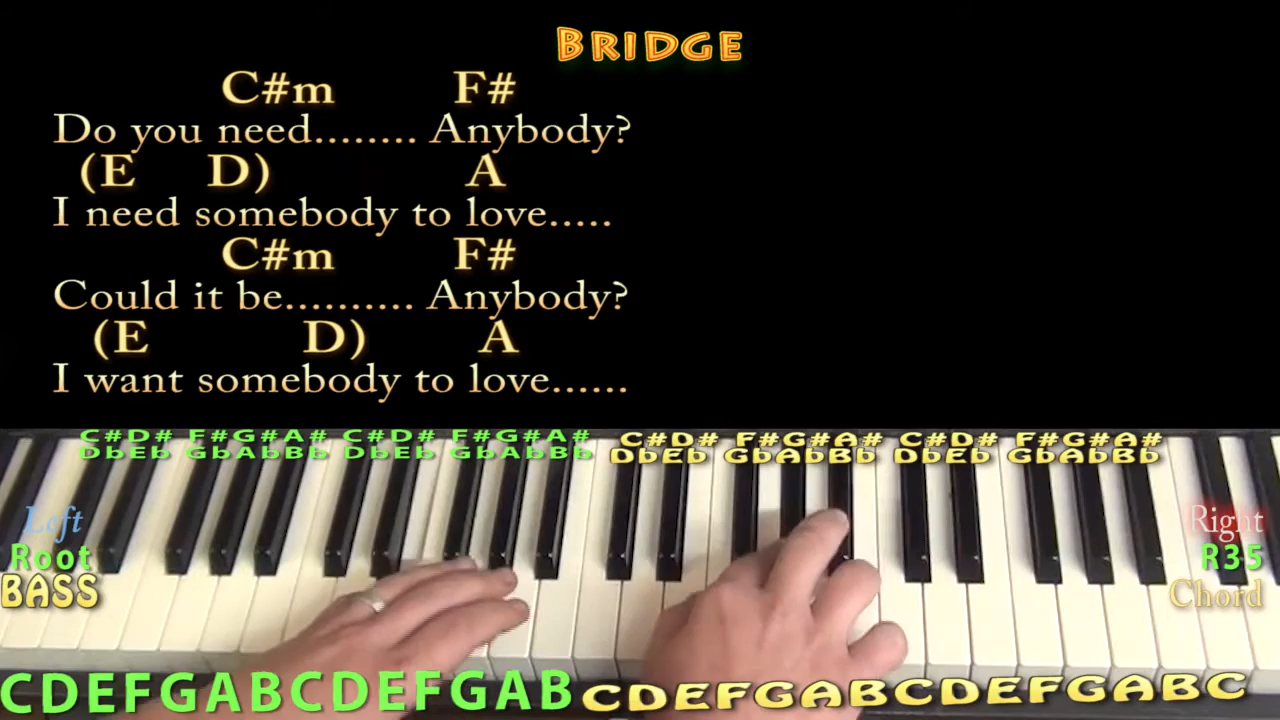 BRIDGE
C#m F#
Do you need........ Anybody?
(E D) A
I need somebody to love.....
C#m F#
Could it be.......... Anybody?
(E D) A
I want somebody to love......
C#D# F#G#A# C#D# F#G#A# C#D# F#G#A# C#D# F#G#A#
DbEb GbAbBb DbEb GbAbBb DbEb GbAbBb DbEb GbAbBb
Left Right
Root R35
BASS Chord
CDEFGABCDEFGAB CDEFGABCDEFGABC